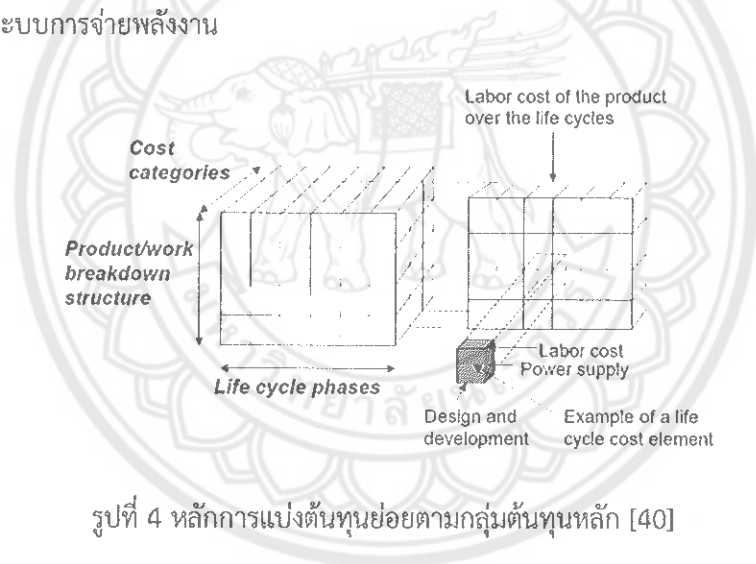 ะบบการจ่ายพลังงาน
Labor cost of the product
over the life cycles
Cost
categories
Product/work
breakdown
structure
Life cycle phases
Labor cost
Power supply
Design and
development
Example of a life
cycle cost element
รูปที่ 4 หลักการแบ่งต้นทุนย่อยตามกลุ่มต้นทุนหลัก [40]